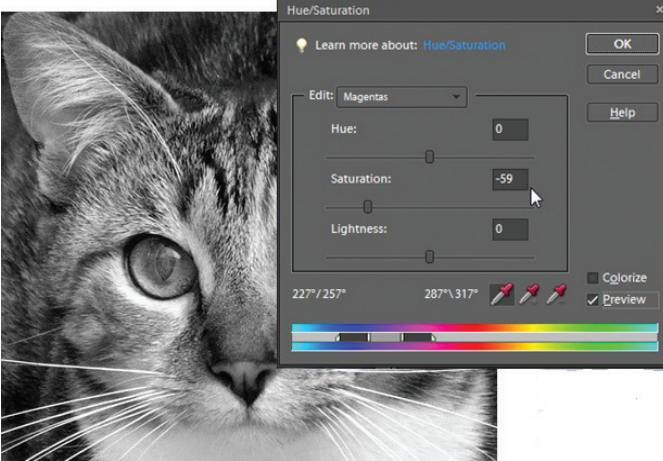 Hue/Saturation
Learn more about: Hue/Saturation
OK
Cancel
Help
Edit: Magentas
Hue: 0
Saturation: -59
Lightness: 0
227°/257° 287°\317°
Colorize
Preview